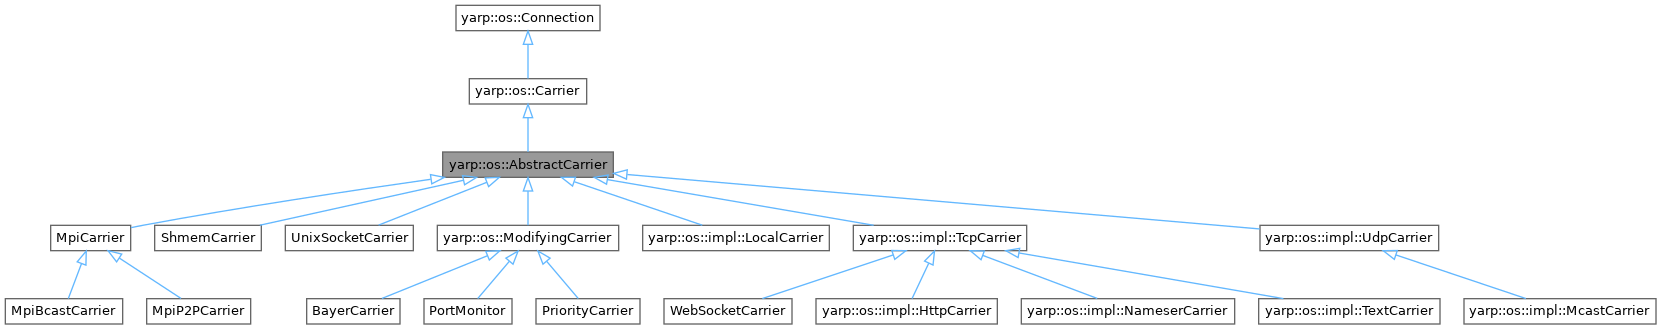 yarp::os::Connection
yarp::os::Carrier
yarp::os::AbstractCarrier
MpiCarrier
ShmemCarrier
UnixSocketCarrier
yarp::os::ModifyingCarrier
yarp::os::impl::LocalCarrier
yarp::os::impl::TcpCarrier
yarp::os::impl::UdpCarrier
MpiBcastCarrier
MpiP2PCarrier
BayerCarrier
PortMonitor
PriorityCarrier
WebSocketCarrier
yarp::os::impl::HttpCarrier
yarp::os::impl::NameserCarrier
yarp::os::impl::TextCarrier
yarp::os::impl::McastCarrier